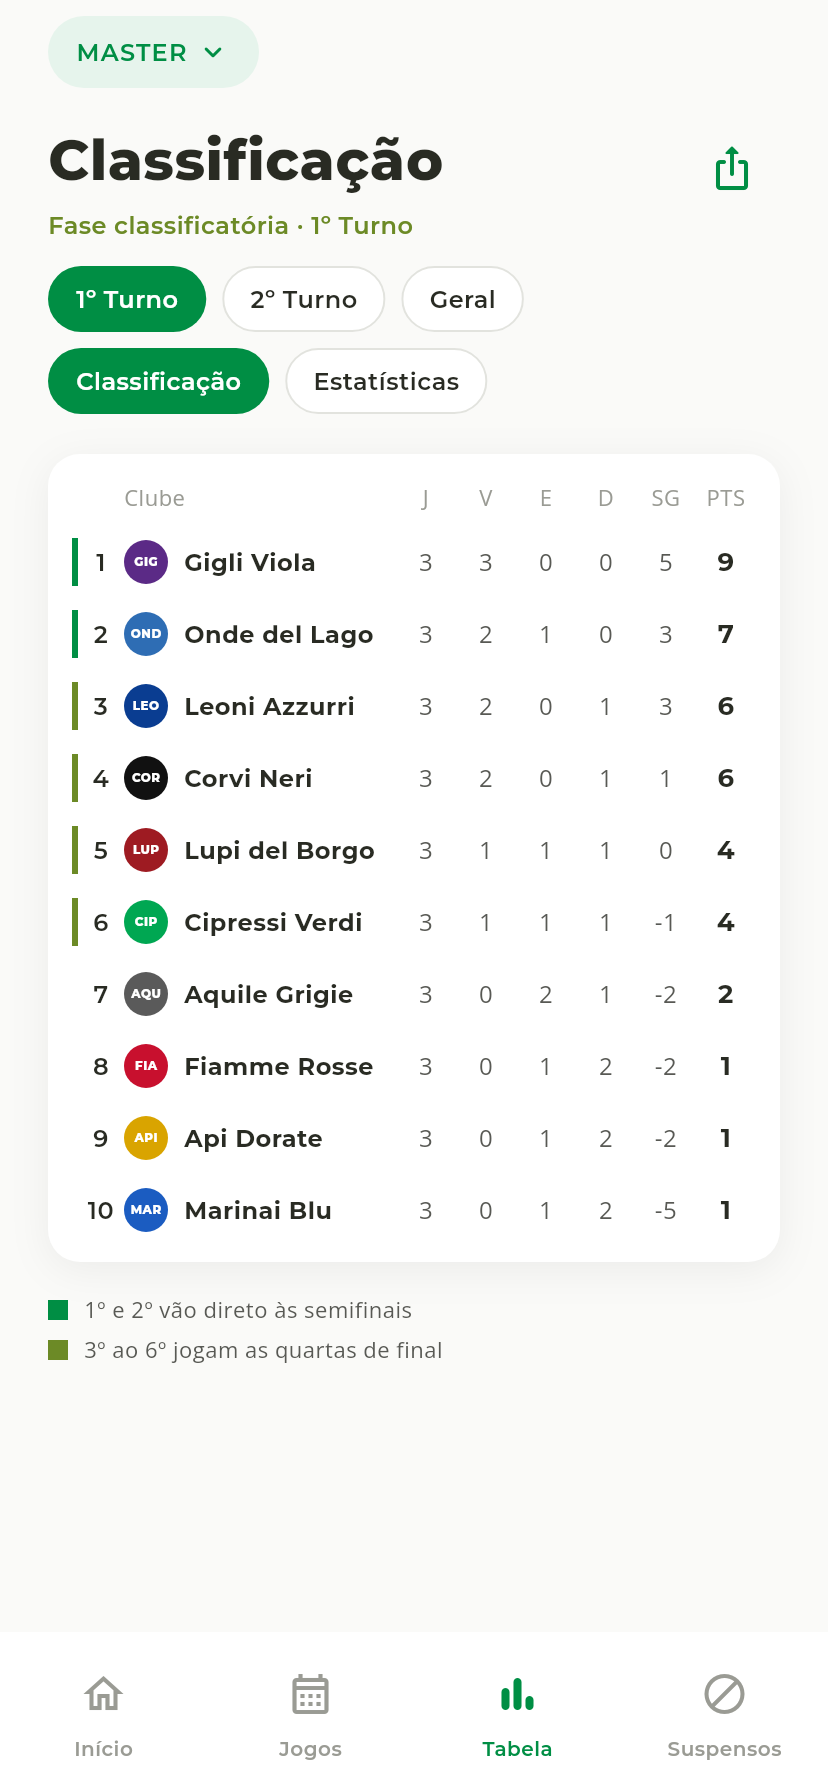 MASTER
Classificação
Fase classificatória · 1º Turno
1º Turno 2º Turno Geral
Classificação Estatísticas
Clube J V E D SG PTS
1 GIG Gigli Viola 3 3 0 0 5 9
2 OND Onde del Lago 3 2 1 0 3 7
3 LEO Leoni Azzurri 3 2 0 1 3 6
4 COR Corvi Neri 3 2 0 1 1 6
5 LUP Lupi del Borgo 3 1 1 1 0 4
6 CIP Cipressi Verdi 3 1 1 1 -1 4
7 AQU Aquile Grigie 3 0 2 1 -2 2
8 FIA Fiamme Rosse 3 0 1 2 -2 1
9 API Api Dorate 3 0 1 2 -2 1
10 MAR Marinai Blu 3 0 1 2 -5 1
1º e 2º vão direto às semifinais
3º ao 6º jogam as quartas de final
Início Jogos Tabela Suspensos